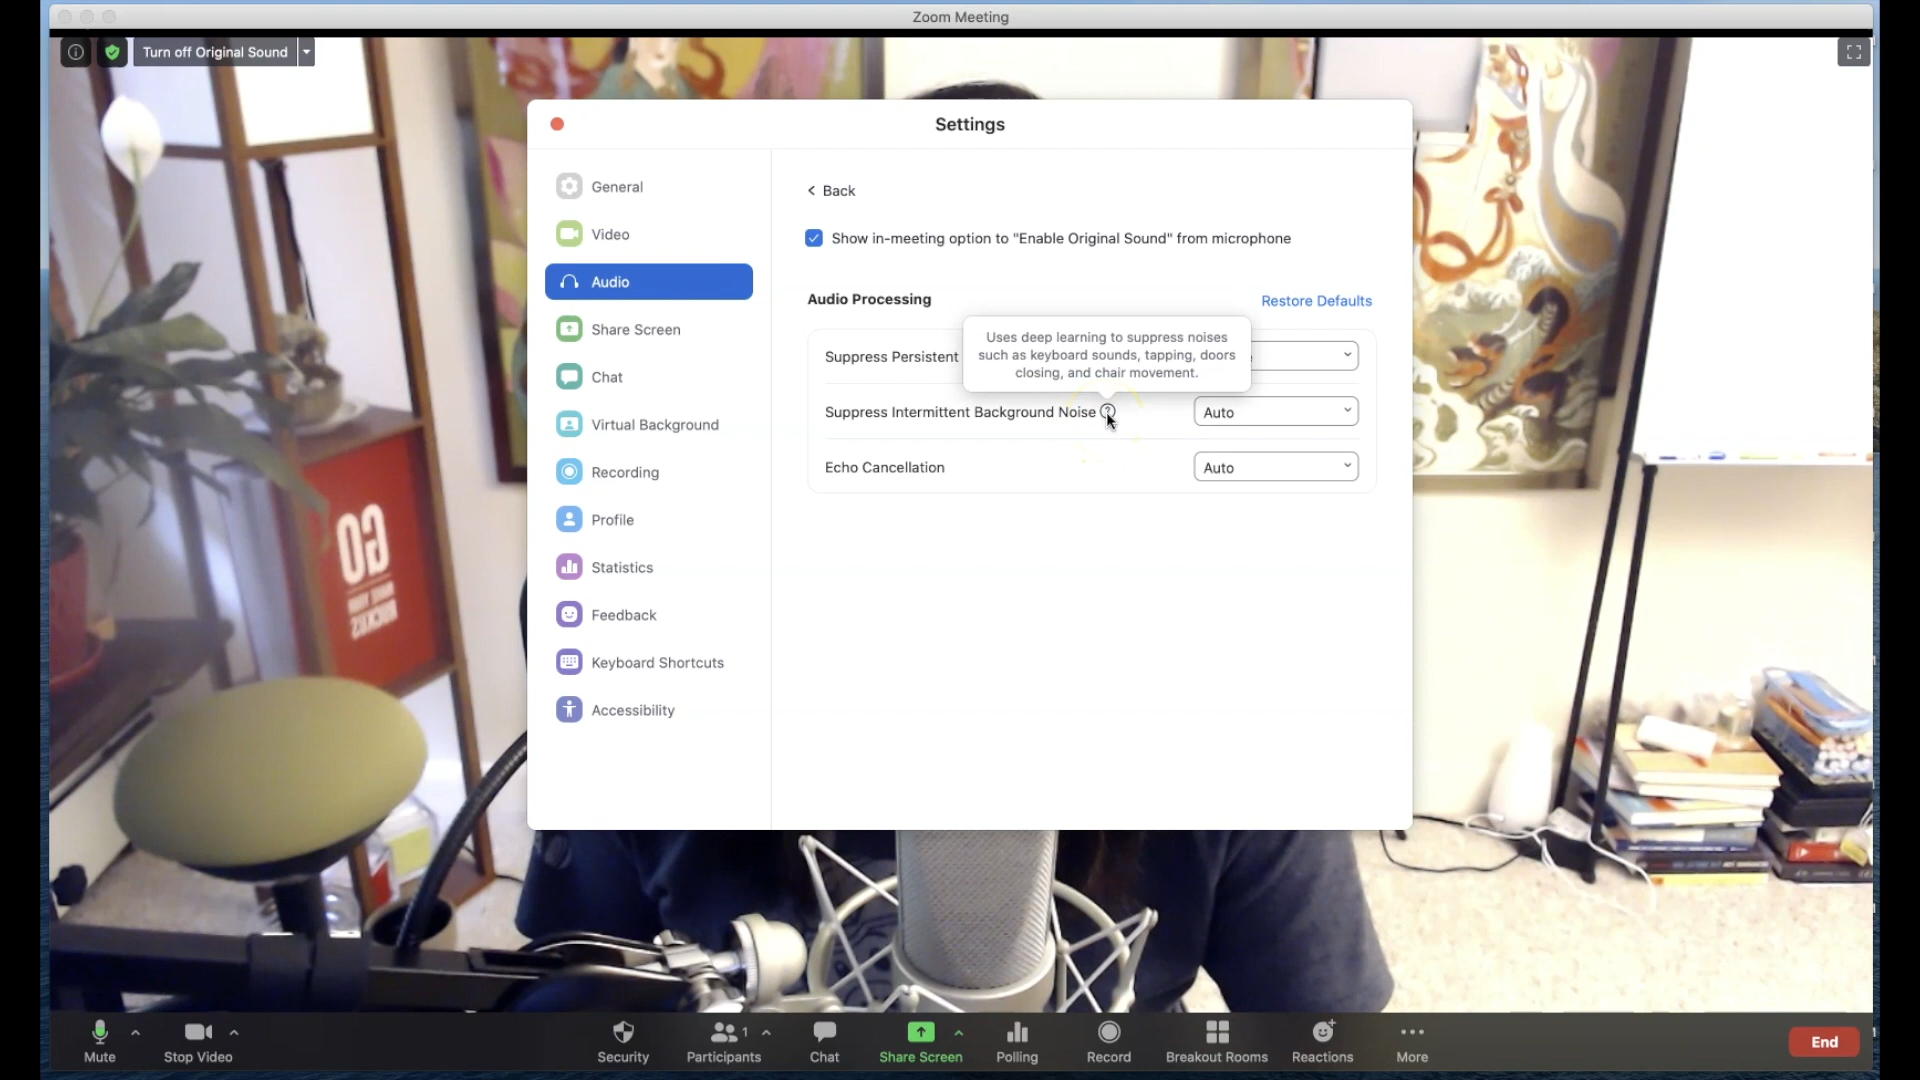 Zoom Meeting
Turn off Original Sound
Settings
General
Video
Audio
Share Screen
Chat
Virtual Background
Recording
Profile
Statistics
Feedback
Keyboard Shortcuts
Accessibility
Back
Show in-meeting option to "Enable Original Sound" from microphone
Audio Processing
Restore Defaults
Uses deep learning to suppress noises
such as keyboard sounds, tapping, doors
closing, and chair movement.
Suppress Persistent
Suppress Intermittent Background Noise
Auto
Echo Cancellation
Auto
GO
Mute
Stop Video
Security
Participants
1
Chat
Share Screen
Polling
Record
Breakout Rooms
Reactions
More
End